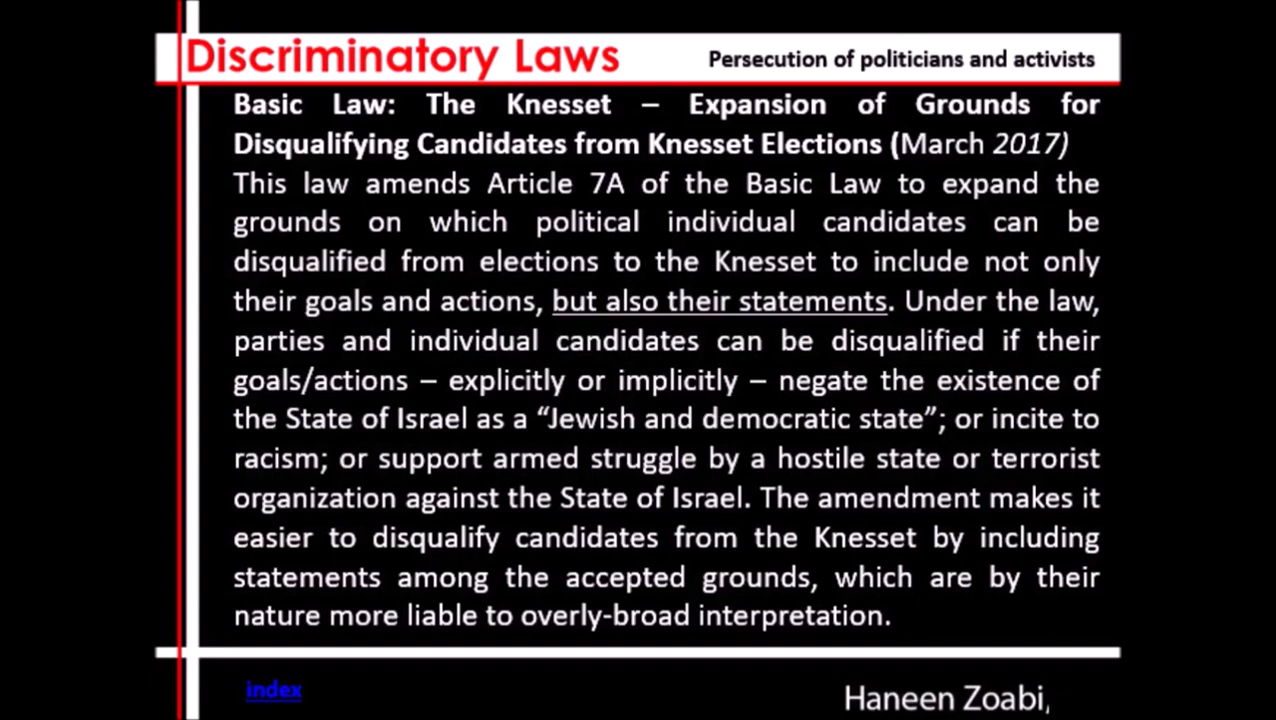 Discriminatory Laws
Persecution of politicians and activists
Basic Law: The Knesset – Expansion of Grounds for
Disqualifying Candidates from Knesset Elections (March 2017)
This law amends Article 7A of the Basic Law to expand the
grounds on which political individual candidates can be
disqualified from elections to the Knesset to include not only
their goals and actions, but also their statements. Under the law,
parties and individual candidates can be disqualified if their
goals/actions – explicitly or implicitly – negate the existence of
the State of Israel as a “Jewish and democratic state”; or incite to
racism; or support armed struggle by a hostile state or terrorist
organization against the State of Israel. The amendment makes it
easier to disqualify candidates from the Knesset by including
statements among the accepted grounds, which are by their
nature more liable to overly-broad interpretation.
index
Haneen Zoabi,